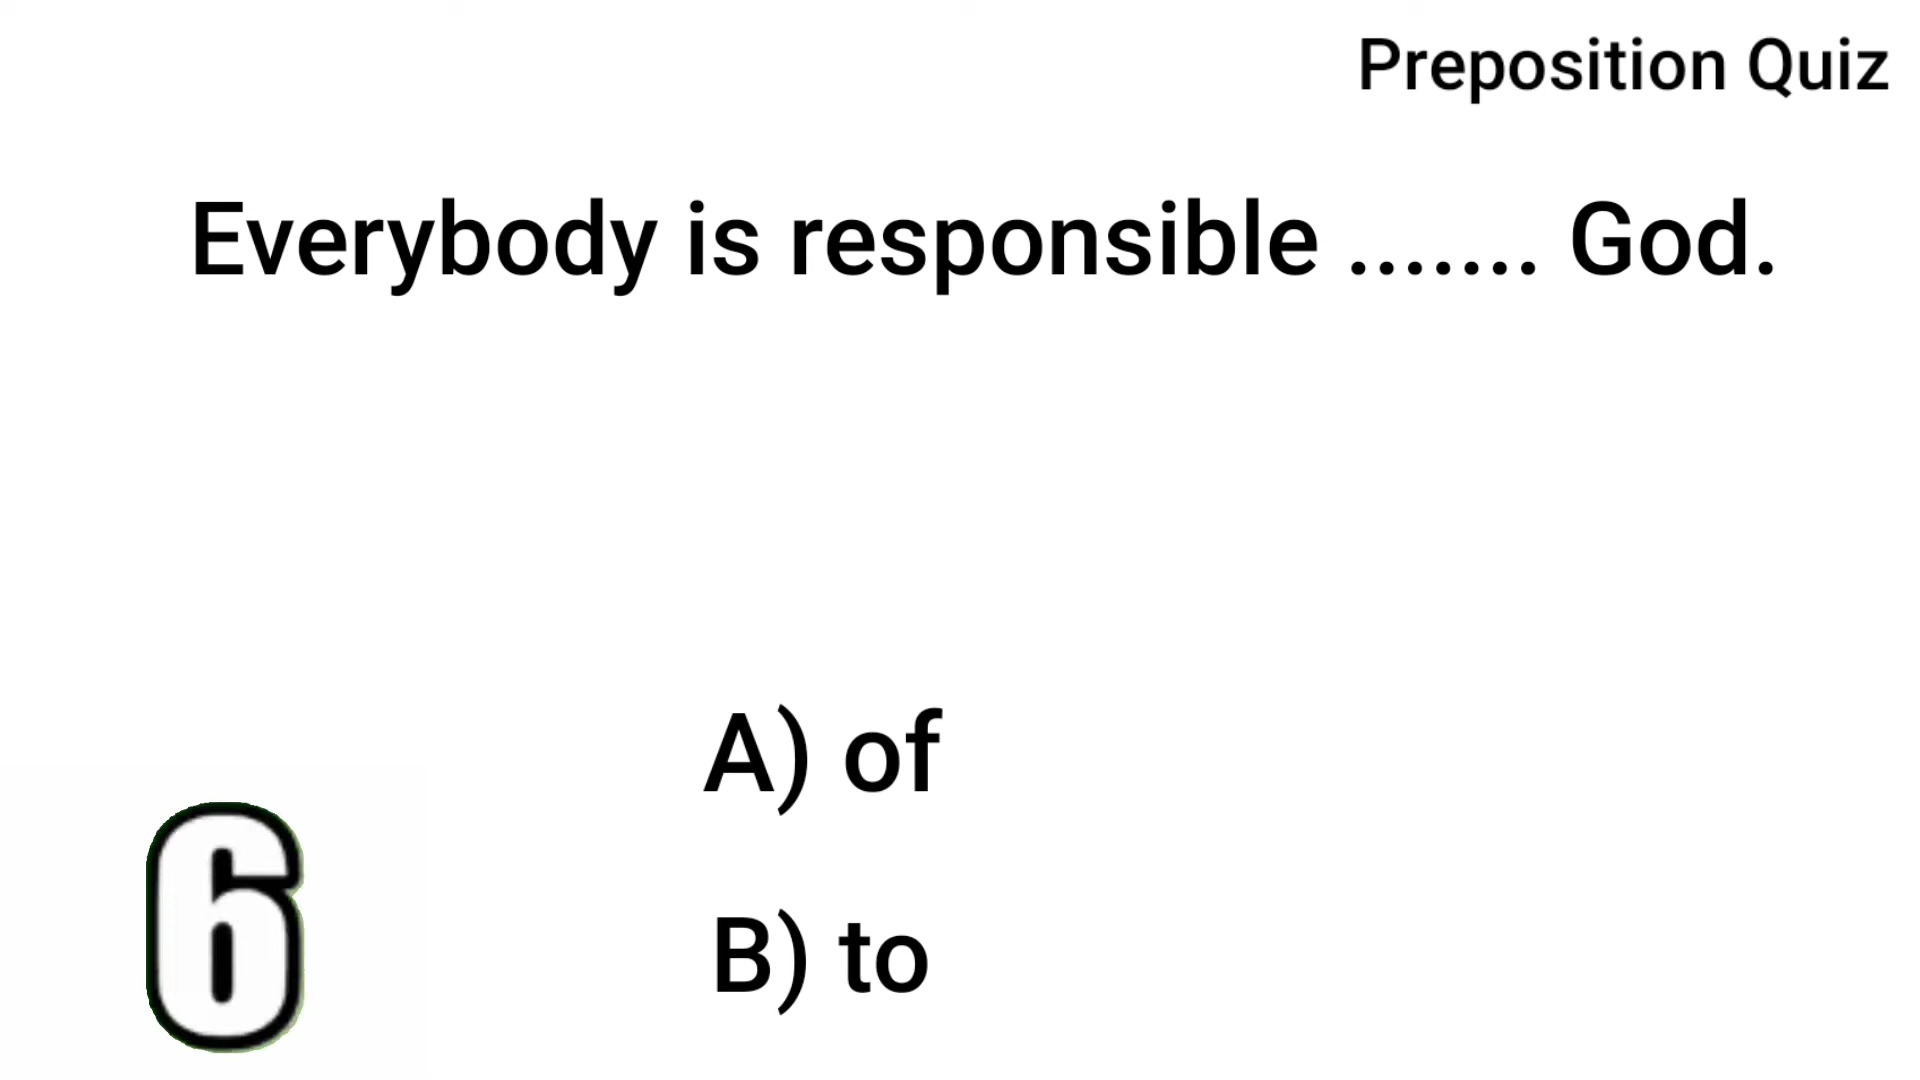 Preposition Quiz
Everybody is responsible ....... God.
A) of
B) to
6